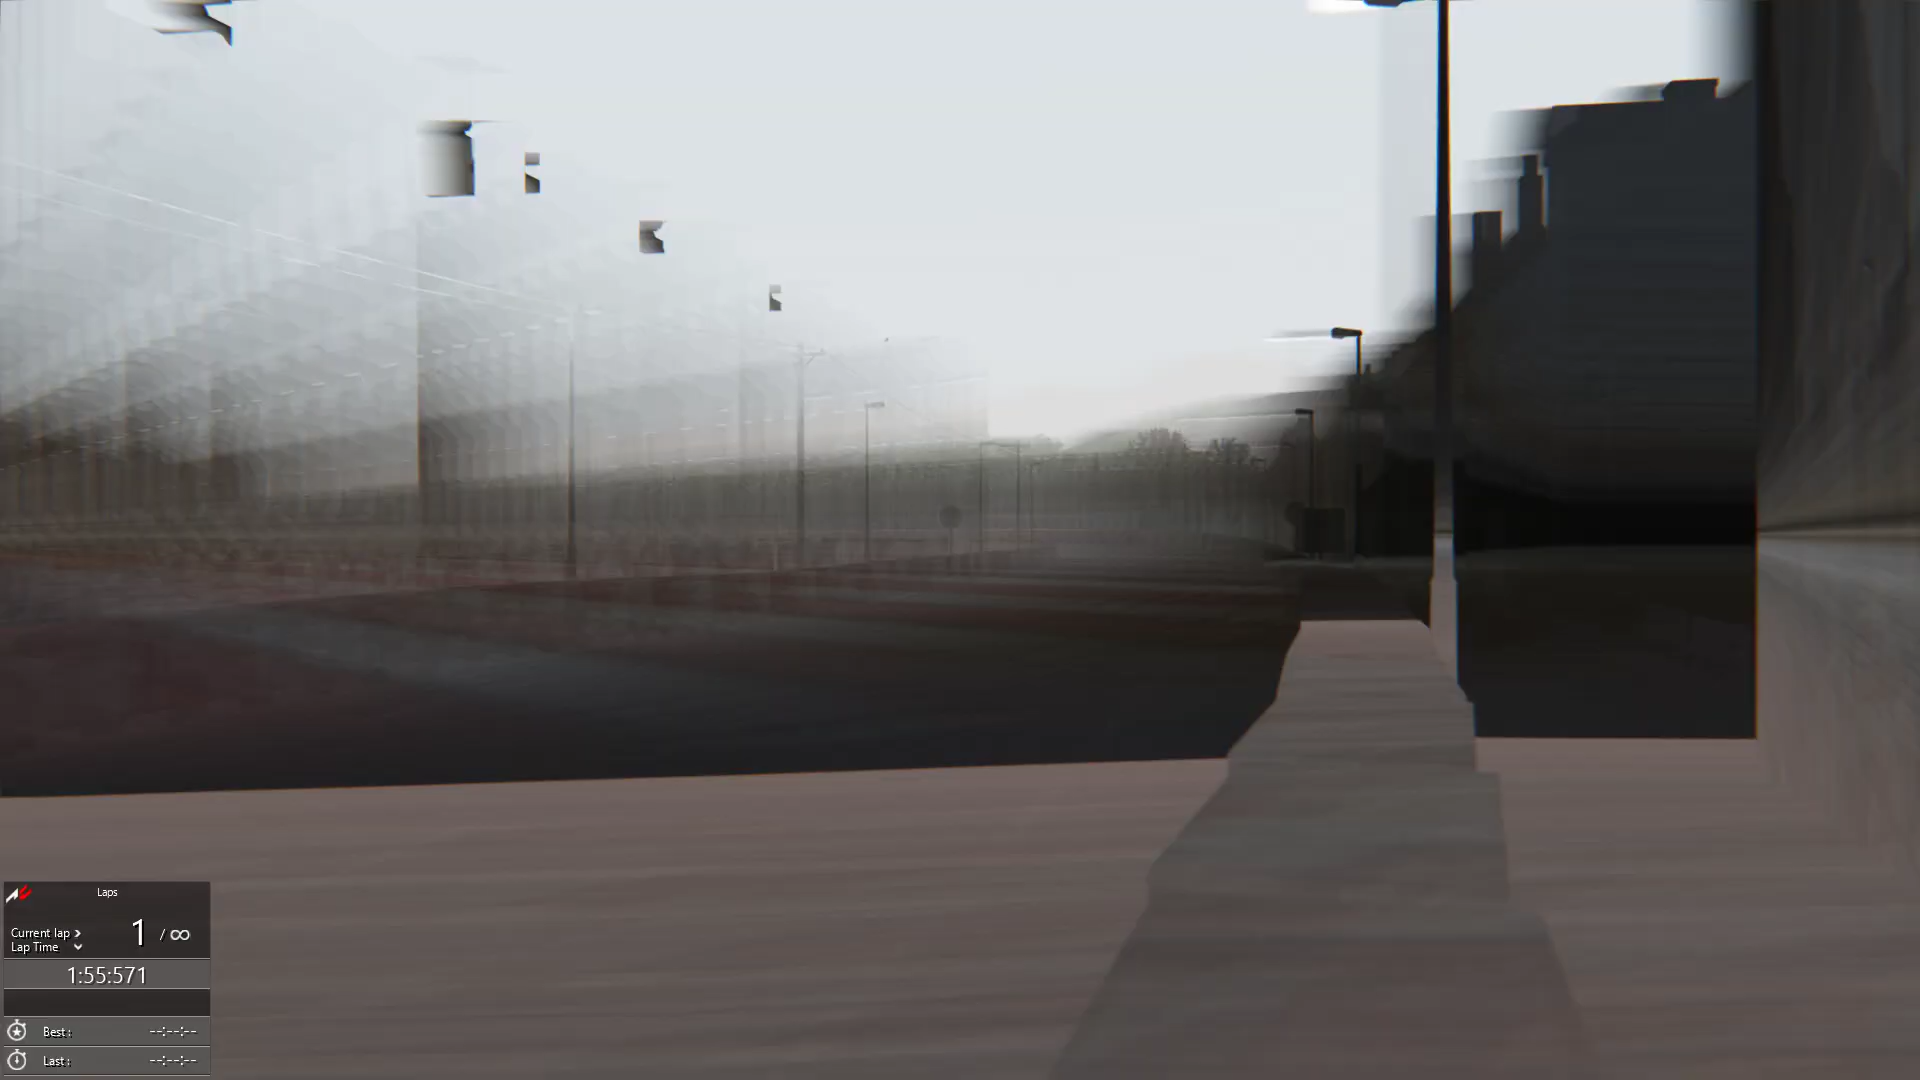 Laps
Current lap 1 / ∞
Lap Time
1:55:571
Best: --:--:--
Last: --:--:--